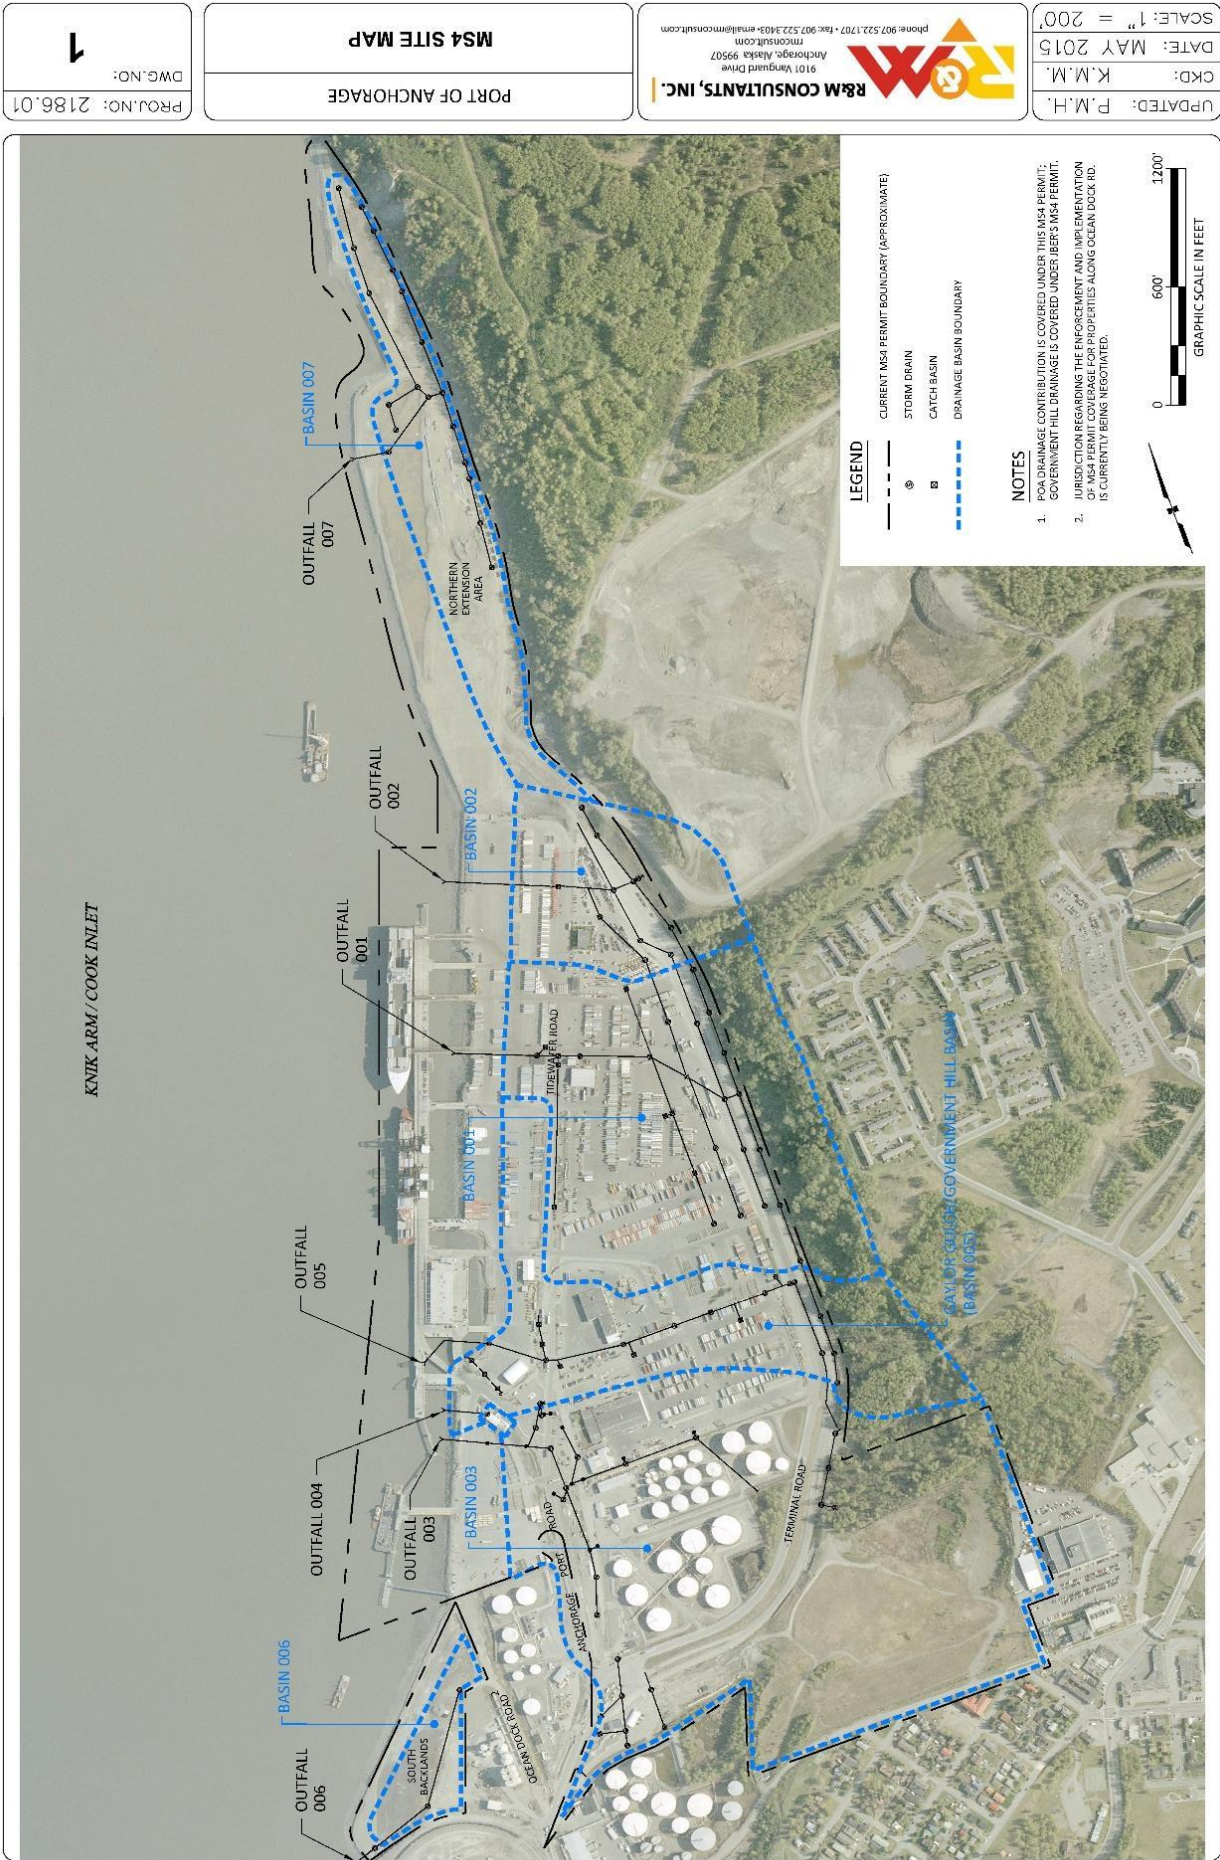 PROJ.NO: 2186.01
DWG.NO:
1
PORT OF ANCHORAGE
MS4 SITE MAP
R&M
R&M CONSULTANTS, INC.
9101 Vanguard Drive
Anchorage, Alaska 99507
rmconsult.com
phone: 907.522.1707 • fax: 907.522.3403• email@rmconsult.com
UPDATED: P.M.H.
CKD: K.M.M.
DATE: MAY 2015
SCALE: 1" = 200'
KNIK ARM / COOK INLET
OUTFALL
006
BASIN 006
SOUTH
BACKLANDS
OCEAN DOCK ROAD2
OUTFALL 004
OUTFALL
003
BASIN 003
ANCHORAGE
PORT
ROAD
TERMINAL ROAD
OUTFALL
005
GAYLOR GULCH/GOVERNMENT HILL BASIN1
(BASIN 005)
OUTFALL
001
BASIN 001
TIDEWATER ROAD
OUTFALL
002
BASIN 002
OUTFALL
007
BASIN 007
NORTHERN
EXTENSION
AREA
LEGEND
CURRENT MS4 PERMIT BOUNDARY (APPROXIMATE)
S
STORM DRAIN
CATCH BASIN
DRAINAGE BASIN BOUNDARY
NOTES
1. POA DRAINAGE CONTRIBUTION IS COVERED UNDER THIS MS4 PERMIT;
GOVERNMENT HILL DRAINAGE IS COVERED UNDER JBER'S MS4 PERMIT.
2. JURISDICTION REGARDING THE ENFORCEMENT AND IMPLEMENTATION
OF MS4 PERMIT COVERAGE FOR PROPERTIES ALONG OCEAN DOCK RD.
IS CURRENTLY BEING NEGOTIATED.
0 600' 1200'
GRAPHIC SCALE IN FEET